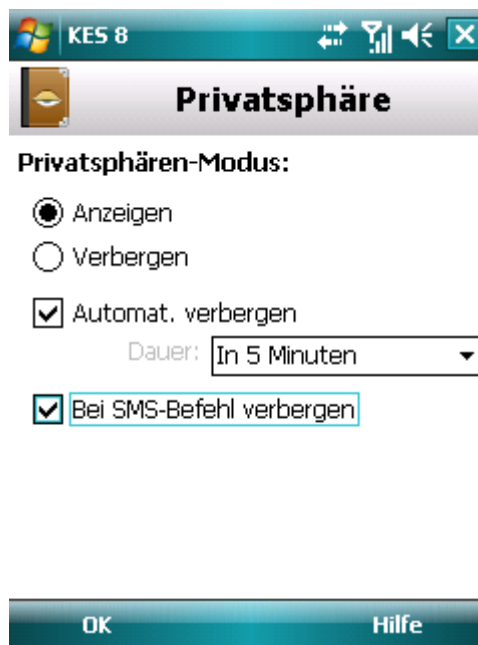 KES 8
Privatsphäre
Privatsphären-Modus:
Anzeigen
Verbergen
Automat. verbergen
Dauer: In 5 Minuten
Bei SMS-Befehl verbergen
OK Hilfe